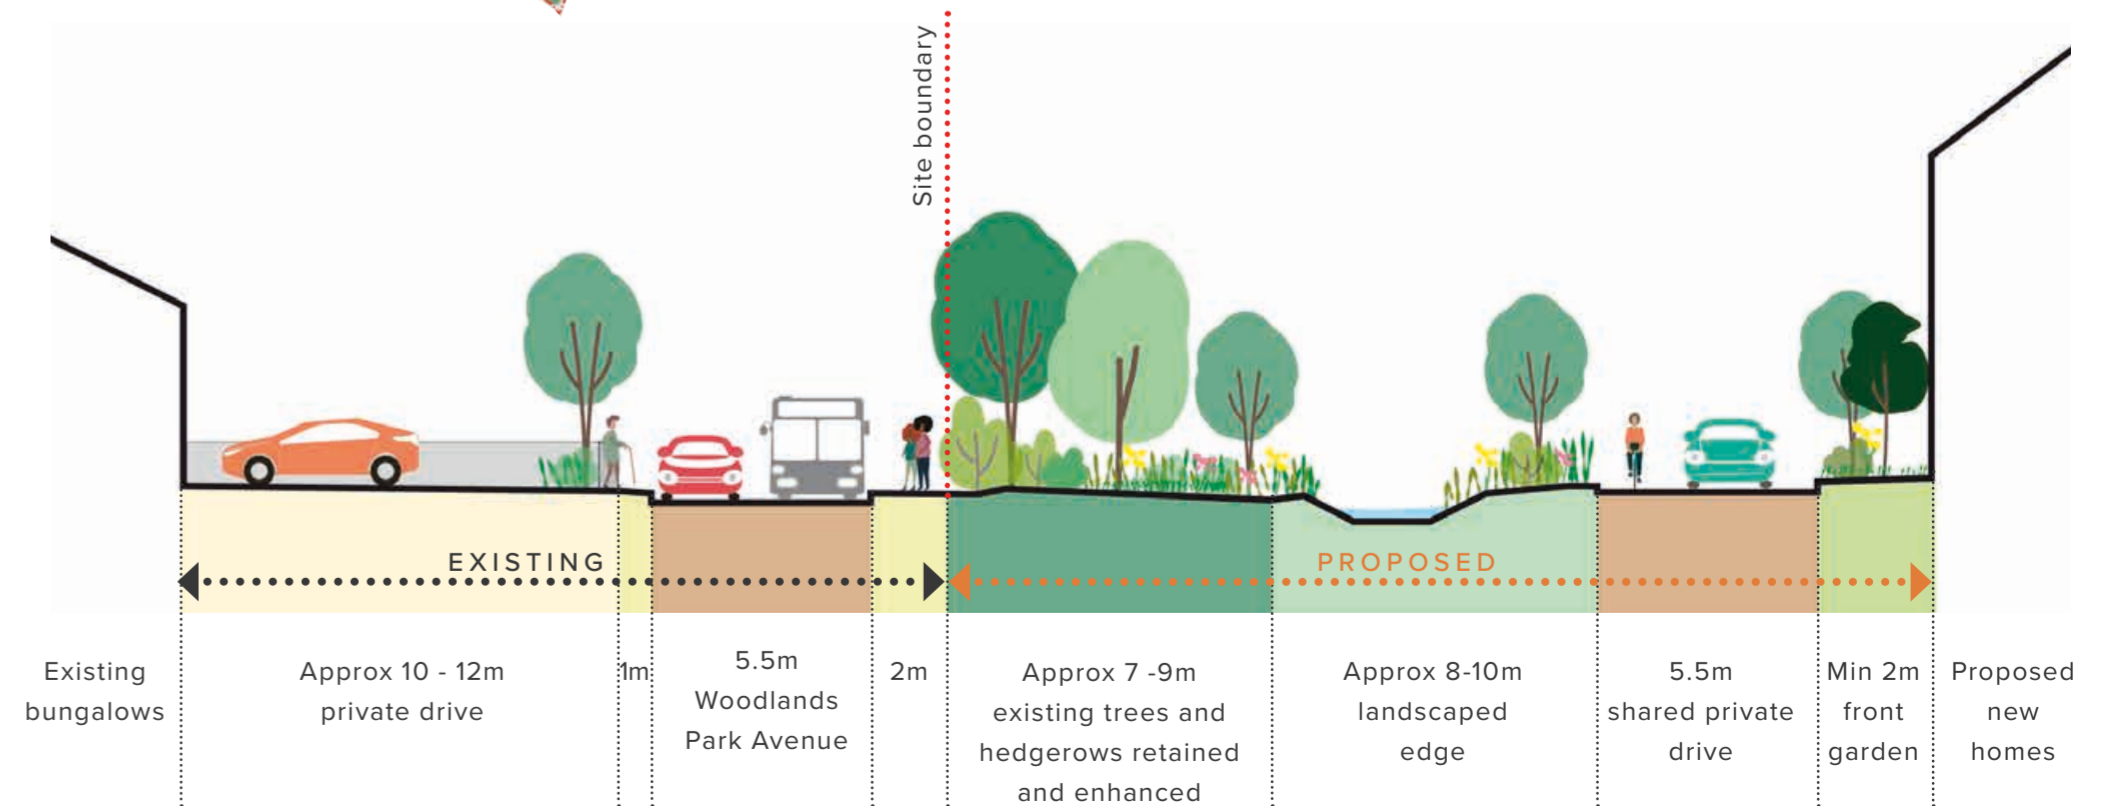 Site boundary
EXISTING
PROPOSED
Existing
bungalows
Approx 10 - 12m
private drive
1m
5.5m
Woodlands
Park Avenue
2m
Approx 7 -9m
existing trees and
hedgerows retained
and enhanced
Approx 8-10m
landscaped
edge
5.5m
shared private
drive
Min 2m
front
garden
Proposed
new
homes